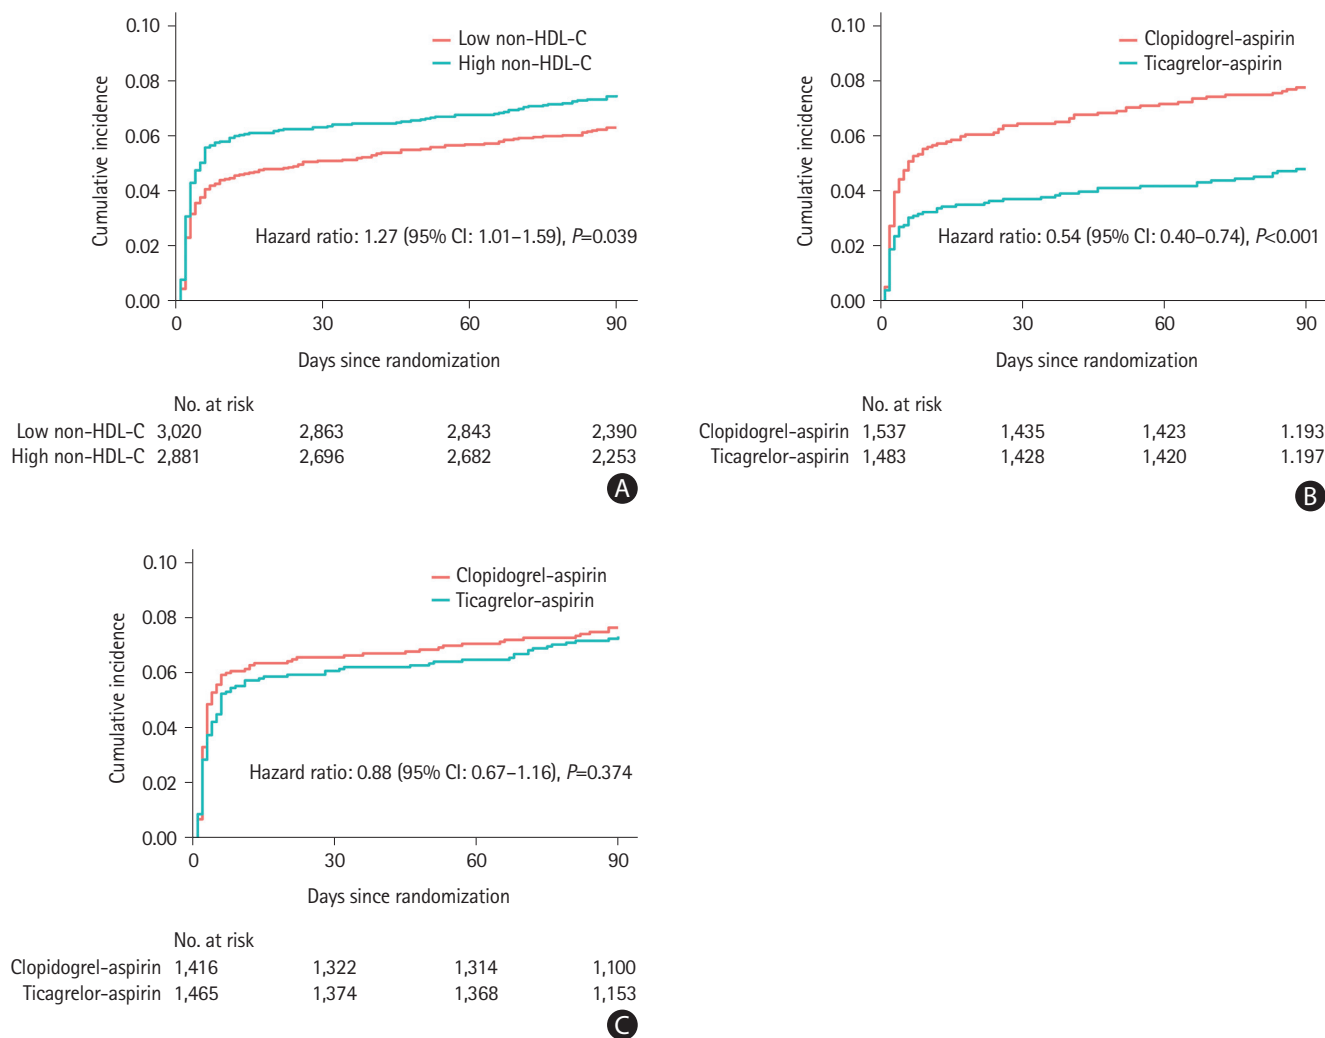 0.10
0.08
0.06
0.04
0.02
0.00
Cumulative incidence
Low non-HDL-C
High non-HDL-C
Hazard ratio: 1.27 (95% CI: 1.01–1.59), P=0.039
0 30 60 90
Days since randomization
No. at risk
Low non-HDL-C 3,020 2,863 2,843 2,390
High non-HDL-C 2,881 2,696 2,682 2,253
A
0.10
0.08
0.06
0.04
0.02
0.00
Cumulative incidence
Clopidogrel-aspirin
Ticagrelor-aspirin
Hazard ratio: 0.54 (95% CI: 0.40–0.74), P<0.001
0 30 60 90
Days since randomization
No. at risk
Clopidogrel-aspirin 1,537 1,435 1,423 1.193
Ticagrelor-aspirin 1,483 1,428 1,420 1.197
B
0.10
0.08
0.06
0.04
0.02
0.00
Cumulative incidence
Clopidogrel-aspirin
Ticagrelor-aspirin
Hazard ratio: 0.88 (95% CI: 0.67–1.16), P=0.374
0 30 60 90
Days since randomization
No. at risk
Clopidogrel-aspirin 1,416 1,322 1,314 1,100
Ticagrelor-aspirin 1,465 1,374 1,368 1,153
C